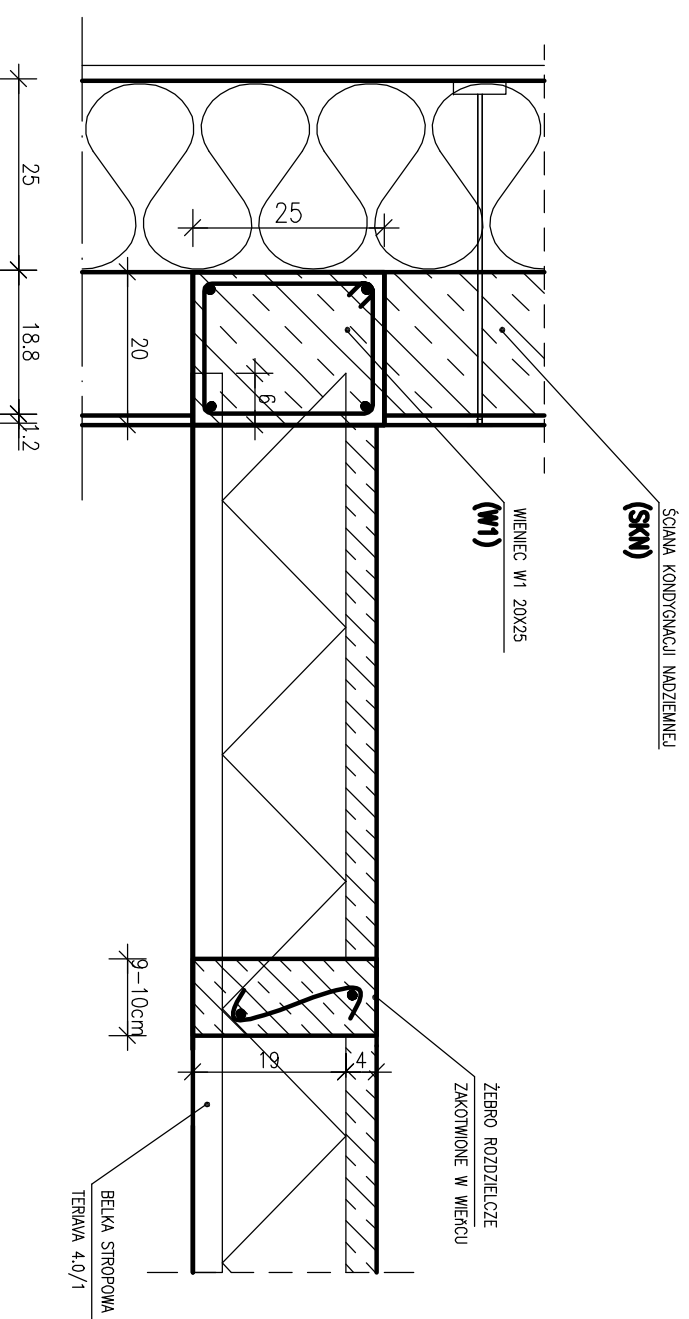 ŚCIANA KONDYGNACJI NADZIEMNEJ
(SKN)
WIENIEC W1 20X25
(W1)
ŻEBRO ROZDZIELCZE
ZAKOTWIONE W WIEŃCU
BELKA STROPOWA
TERIAVA 4.0/1
25
25
18.8
1.2
20
6
9-10cm
19
4